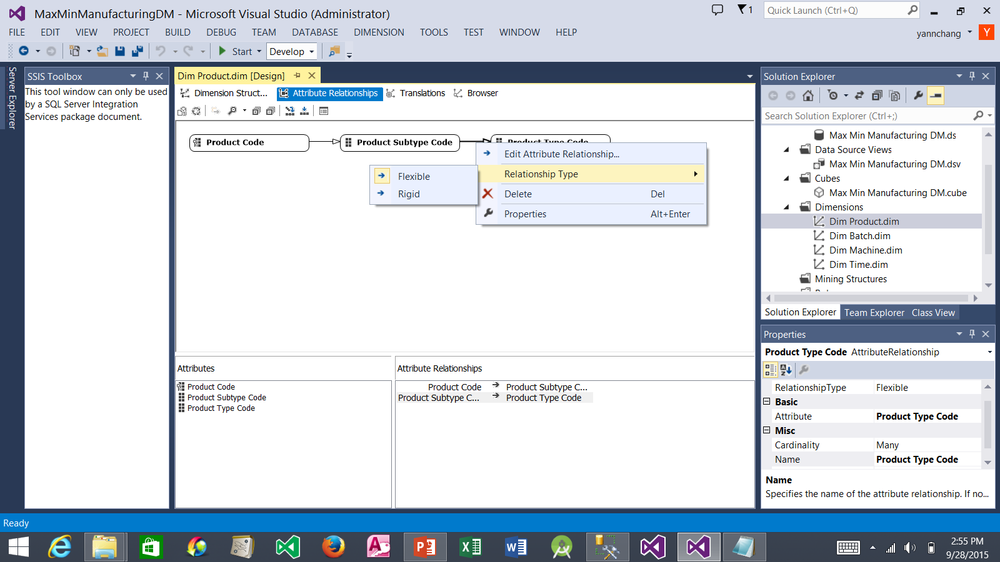 MaxMinManufacturingDM - Microsoft Visual Studio (Administrator)
1
Quick Launch (Ctrl+Q)
FILE EDIT VIEW PROJECT BUILD DEBUG TEAM DATABASE DIMENSION TOOLS TEST WINDOW HELP
yannchang Y
Start Develop
Server Explorer
SSIS Toolbox
This tool window can only be used
by a SQL Server Integration
Services package document.
Dim Product.dim [Design]
Dimension Struct... Attribute Relationships Translations Browser
Product Code Product Subtype Code Product Type Code
Edit Attribute Relationship...
Relationship Type
Delete Del
Properties Alt+Enter
Flexible
Rigid
Attributes
Product Code
Product Subtype Code
Product Type Code
Attribute Relationships
Product Code Product Subtype C...
Product Subtype C... Product Type Code
Solution Explorer
Search Solution Explorer (Ctrl+;)
Max Min Manufacturing DM.ds
Data Source Views
Max Min Manufacturing DM.dsv
Cubes
Max Min Manufacturing DM.cube
Dimensions
Dim Product.dim
Dim Batch.dim
Dim Machine.dim
Dim Time.dim
Mining Structures
Solution Explorer Team Explorer Class View
Properties
Product Type Code AttributeRelationship
RelationshipType Flexible
Basic
Attribute Product Type Code
Misc
Cardinality Many
Name Product Type Code
Name
Specifies the name of the attribute relationship. If no...
Ready
2:55 PM
9/28/2015